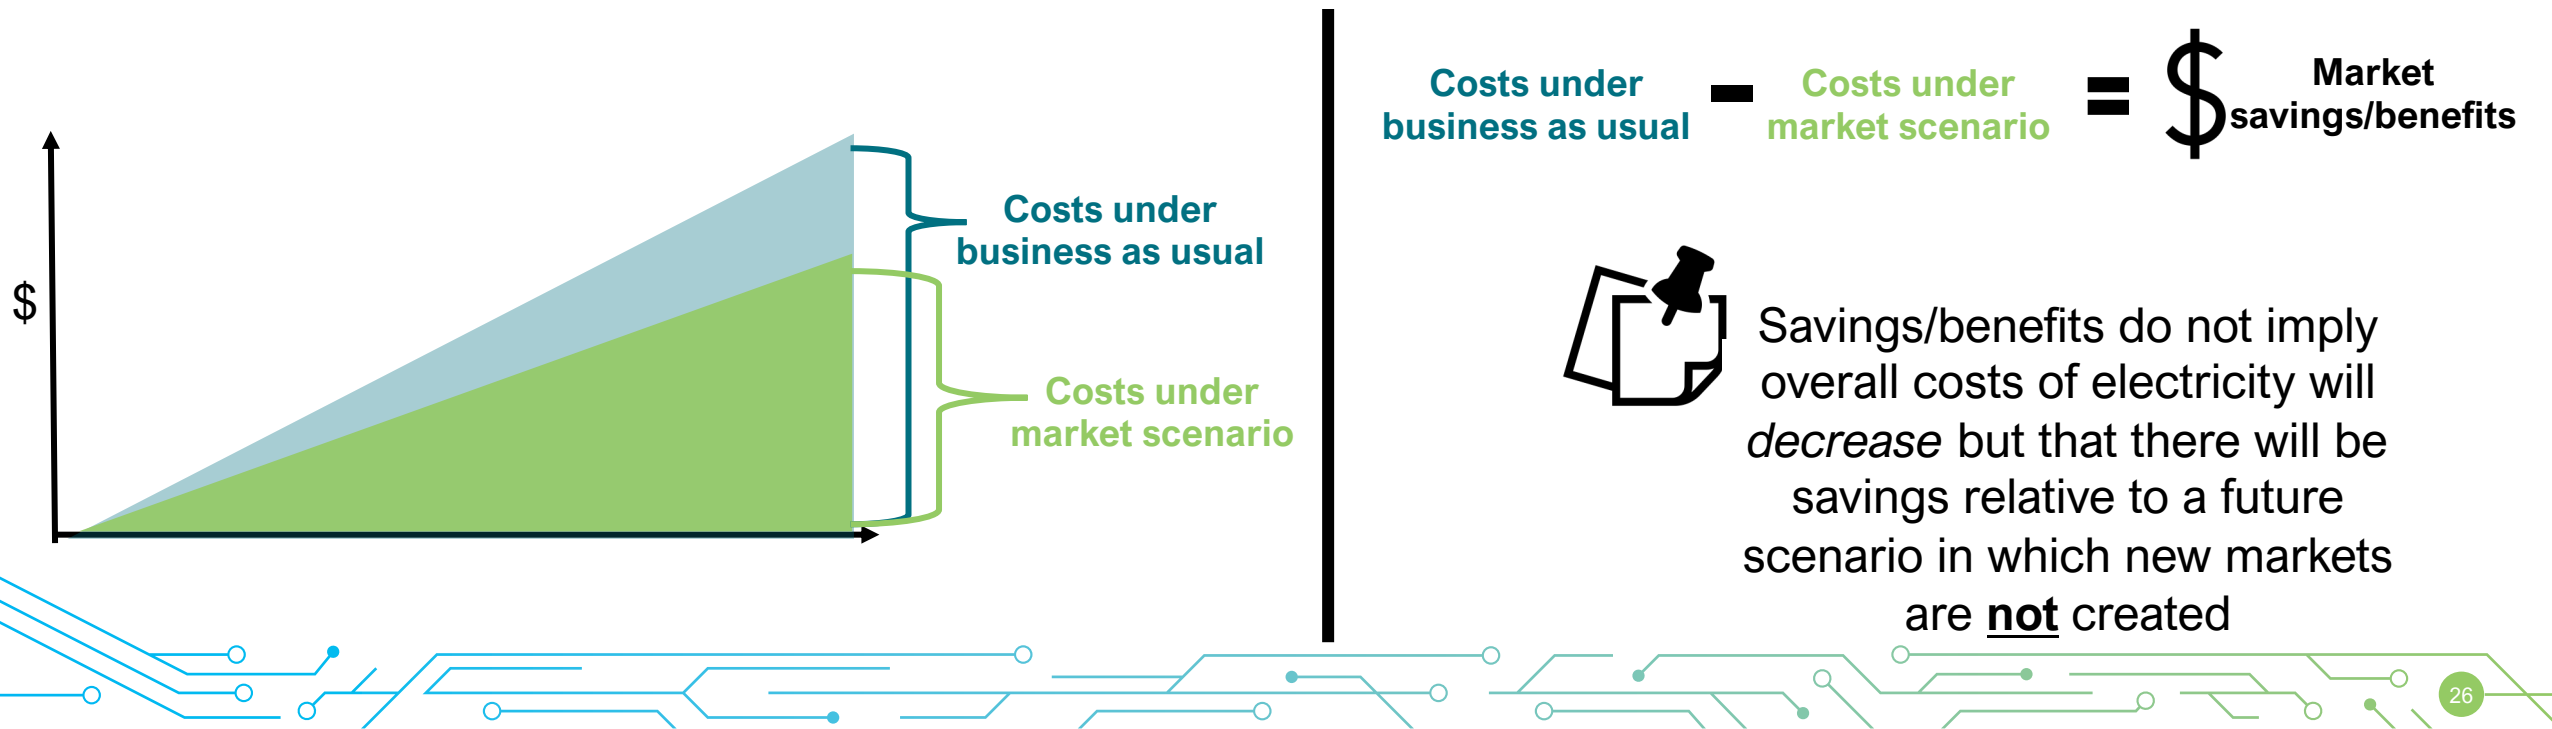 $
Costs under
business as usual
Costs under
market scenario
Costs under
business as usual
-
Costs under
market scenario
=
$
Market
savings/benefits
Savings/benefits do not imply
overall costs of electricity will
decrease but that there will be
savings relative to a future
scenario in which new markets
are not created
26